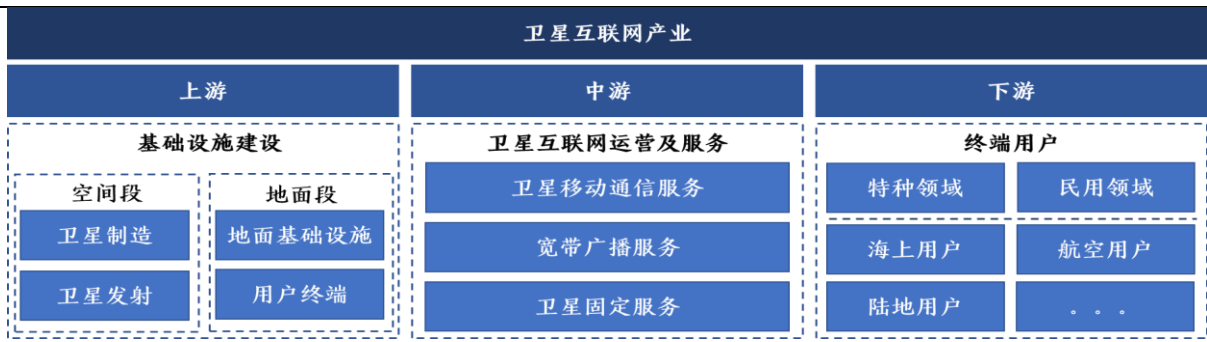 卫星互联网产业
上游
中游
下游
基础设施建设
空间段
卫星制造
卫星发射
地面段
地面基础设施
用户终端
卫星互联网运营及服务
卫星移动通信服务
宽带广播服务
卫星固定服务
终端用户
特种领域
民用领域
海上用户
航空用户
陆地用户
。。。